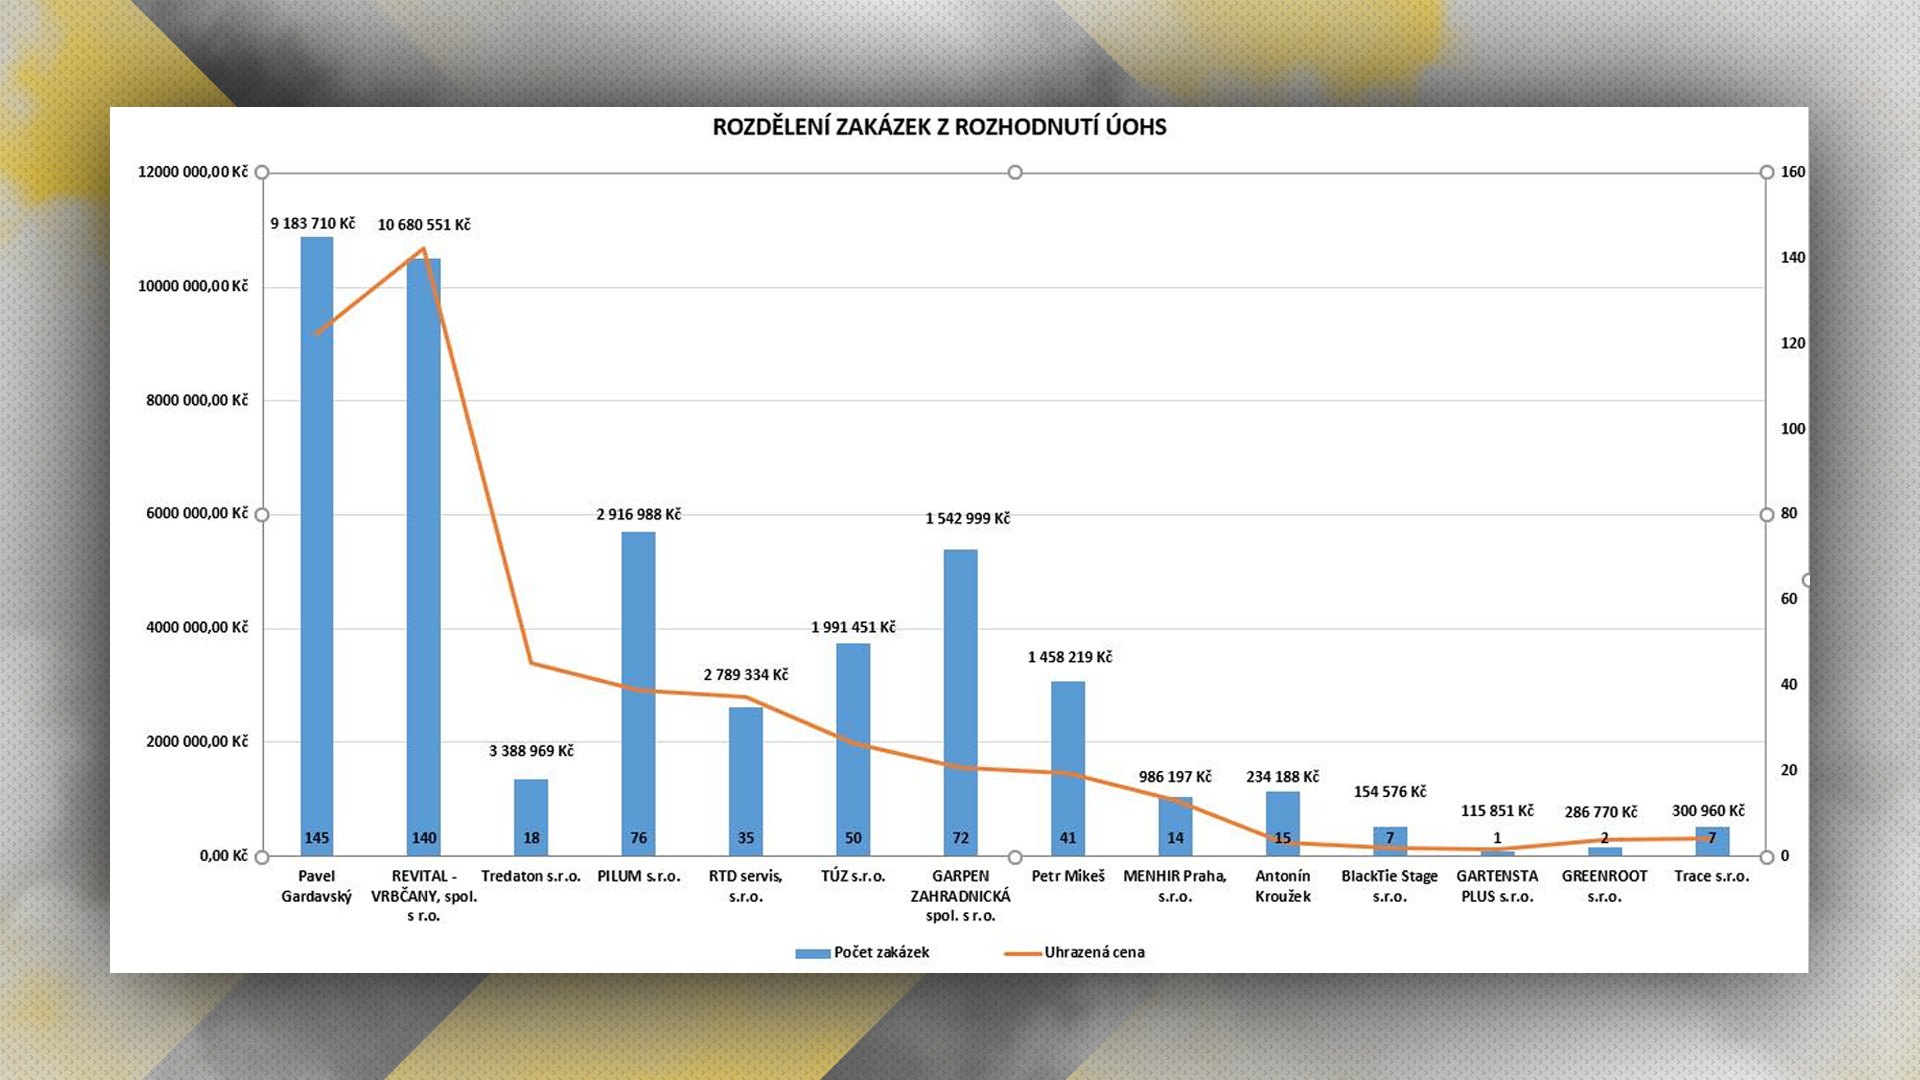 ROZDĚLENÍ ZAKÁZEK Z ROZHODNUTÍ ÚOHS
12000 000,00 Kč
10000 000,00 Kč
8000 000,00 Kč
6000 000,00 Kč
4000 000,00 Kč
2000 000,00 Kč
0,00 Kč
160
140
120
100
80
60
40
20
0
9 183 710 Kč
10 680 551 Kč
3 388 969 Kč
2 916 988 Kč
2 789 334 Kč
1 991 451 Kč
1 542 999 Kč
1 458 219 Kč
986 197 Kč
234 188 Kč
154 576 Kč
115 851 Kč
286 770 Kč
300 960 Kč
145
140
18
76
35
50
72
41
14
15
7
1
2
7
Pavel
Gardavský
REVITAL -
VRBČANY, spol.
s r.o.
Tredaton s.r.o.
PILUM s.r.o.
RTD servis,
s.r.o.
TÚZ s.r.o.
GARPEN
ZAHRADNICKÁ
spol. s r.o.
Petr Mikeš
MENHIR Praha,
s.r.o.
Antonín
Kroužek
BlackTie Stage
s.r.o.
GARTENSTA
PLUS s.r.o.
GREENROOT
s.r.o.
Trace s.r.o.
Počet zakázek
Uhrazená cena